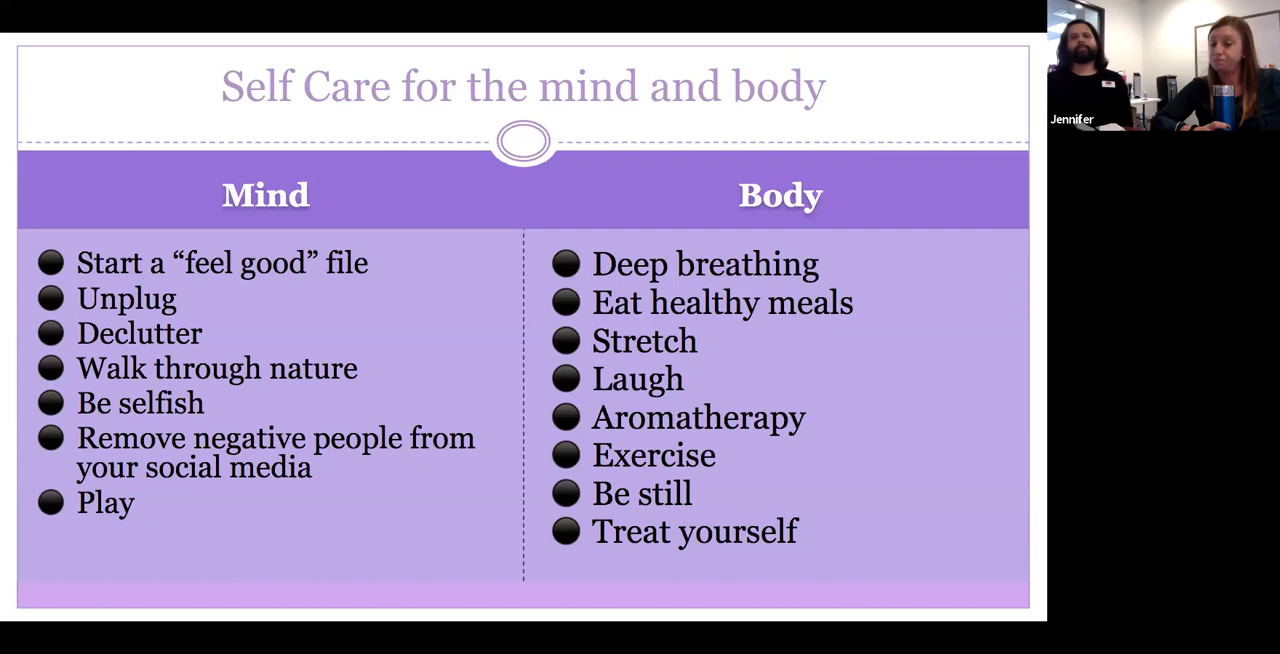 Self Care for the mind and body
Mind
Start a “feel good” file
Unplug
Declutter
Walk through nature
Be selfish
Remove negative people from
your social media
Play
Body
Deep breathing
Eat healthy meals
Stretch
Laugh
Aromatherapy
Exercise
Be still
Treat yourself
Jennifer